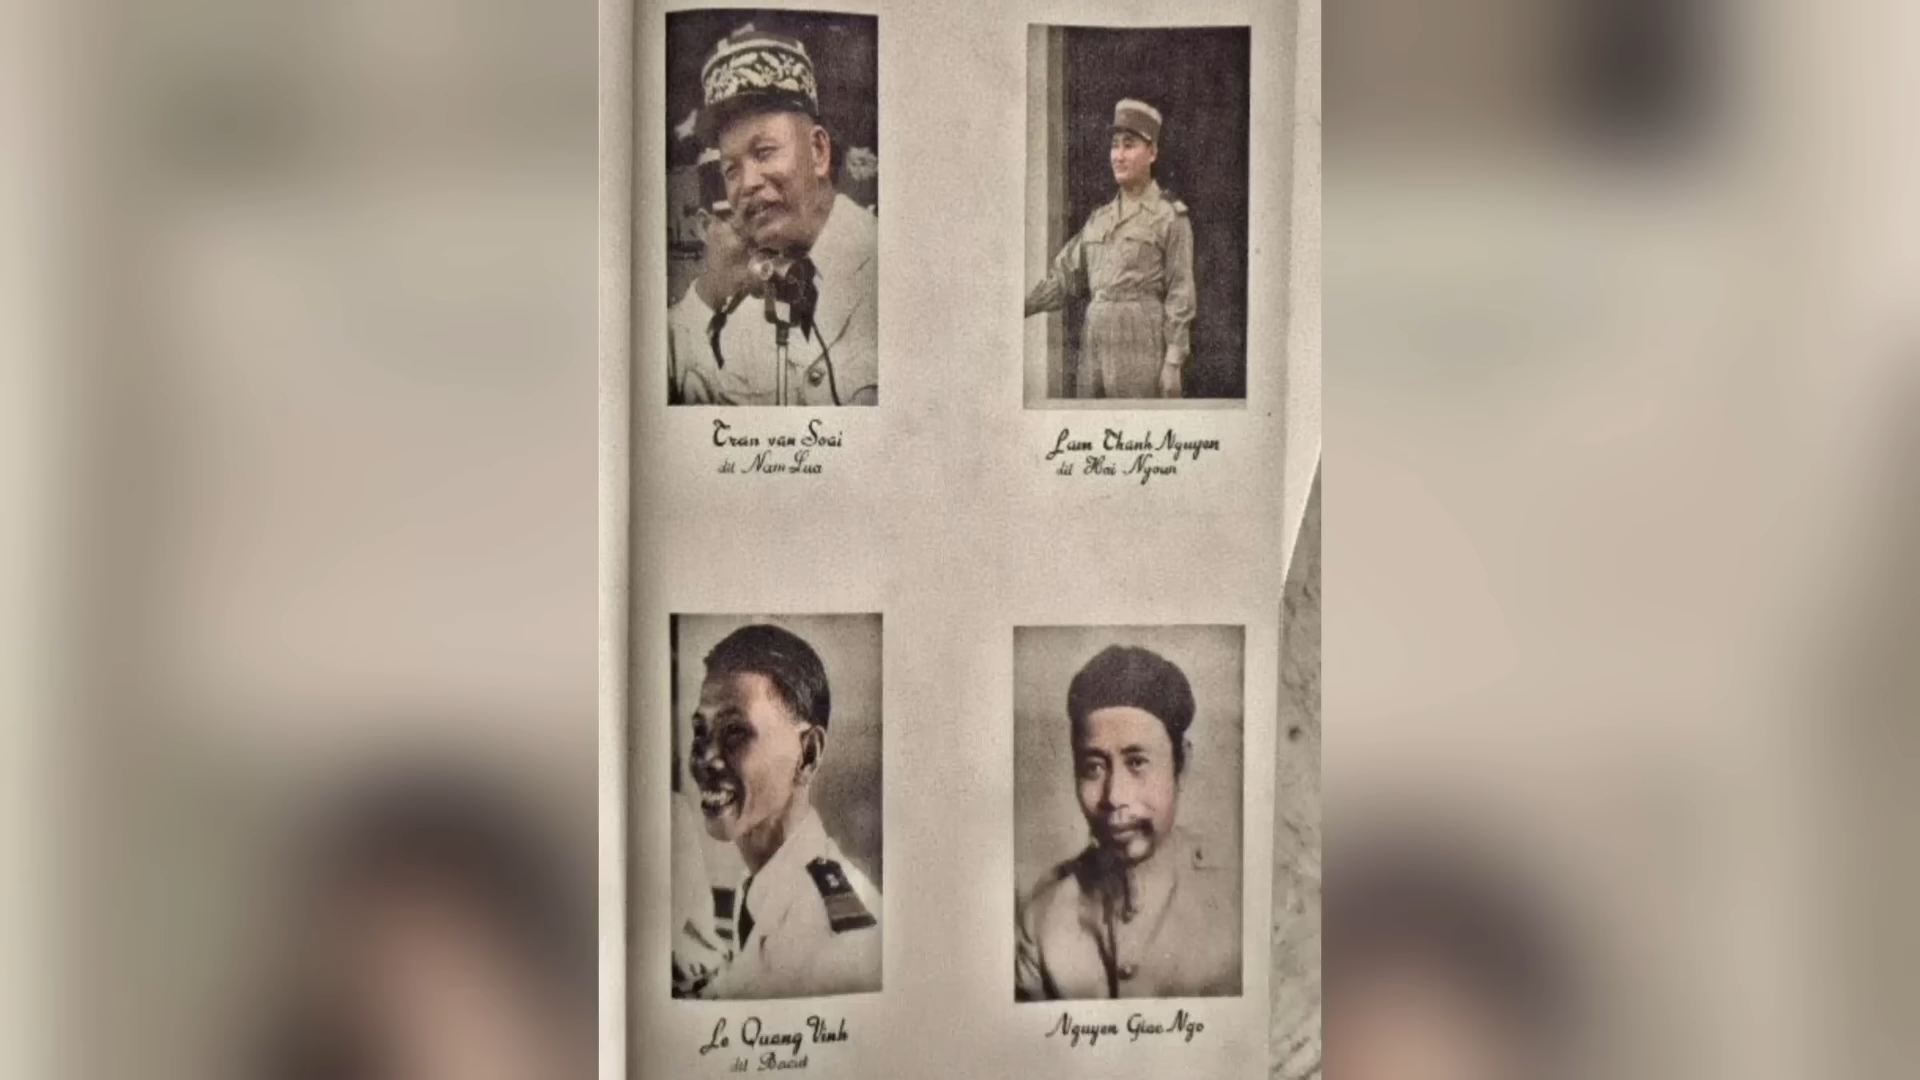 Tran van Soai
dit Nam Lua
Lam Thanh Nguyen
dit Hai Ngoun
Le Quang Vinh
dit Bacut
Nguyen Giac Ngo